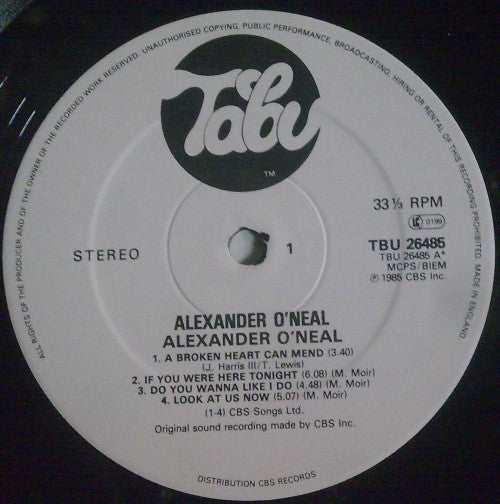 ALL RIGHTS OF THE PRODUCER AND OF THE OWNER OF THE RECORDED WORK RESERVED. UNAUTHORISED COPYING, PUBLIC PERFORMANCE, BROADCASTING, HIRING OR RENTAL OF THIS RECORDING PROHIBITED. MADE IN ENGLAND
Tabu
TM
33 ⅓ RPM
LC 0199
STEREO
1
TBU 26485
TBU 26485 A*
MCPS/BIEM
℗ 1985 CBS Inc.
ALEXANDER O'NEAL
ALEXANDER O'NEAL
1. A BROKEN HEART CAN MEND (3.40)
(J. Harris III/T. Lewis)
2. IF YOU WERE HERE TONIGHT (6.08) (M. Moir)
3. DO YOU WANNA LIKE I DO (4.48) (M. Moir)
4. LOOK AT US NOW (5.07) (M. Moir)
(1-4) CBS Songs Ltd.
Original sound recording made by CBS Inc.
DISTRIBUTION CBS RECORDS